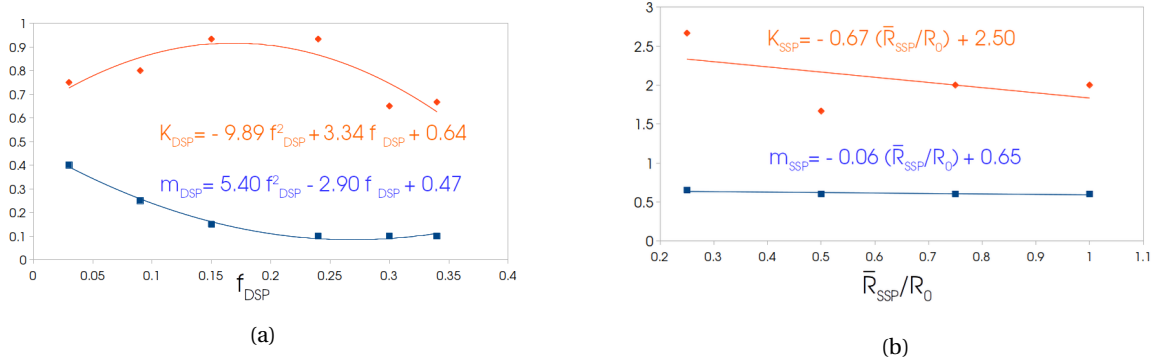 1
0.9
0.8
0.7
0.6
0.5
0.4
0.3
0.2
0.1
0
K_DSP= - 9.89 f²_DSP + 3.34 f_DSP + 0.64
m_DSP= 5.40 f²_DSP - 2.90 f_DSP + 0.47
0 0.05 0.1 0.15 0.2 0.25 0.3 0.35 0.4
f_DSP
(a)
3
2.5
2
1.5
1
0.5
0
K_SSP= - 0.67 (R̅_SSP/R_0) + 2.50
m_SSP= - 0.06 (R̅_SSP/R_0) + 0.65
0.2 0.3 0.4 0.5 0.6 0.7 0.8 0.9 1 1.1
R̅_SSP/R_0
(b)